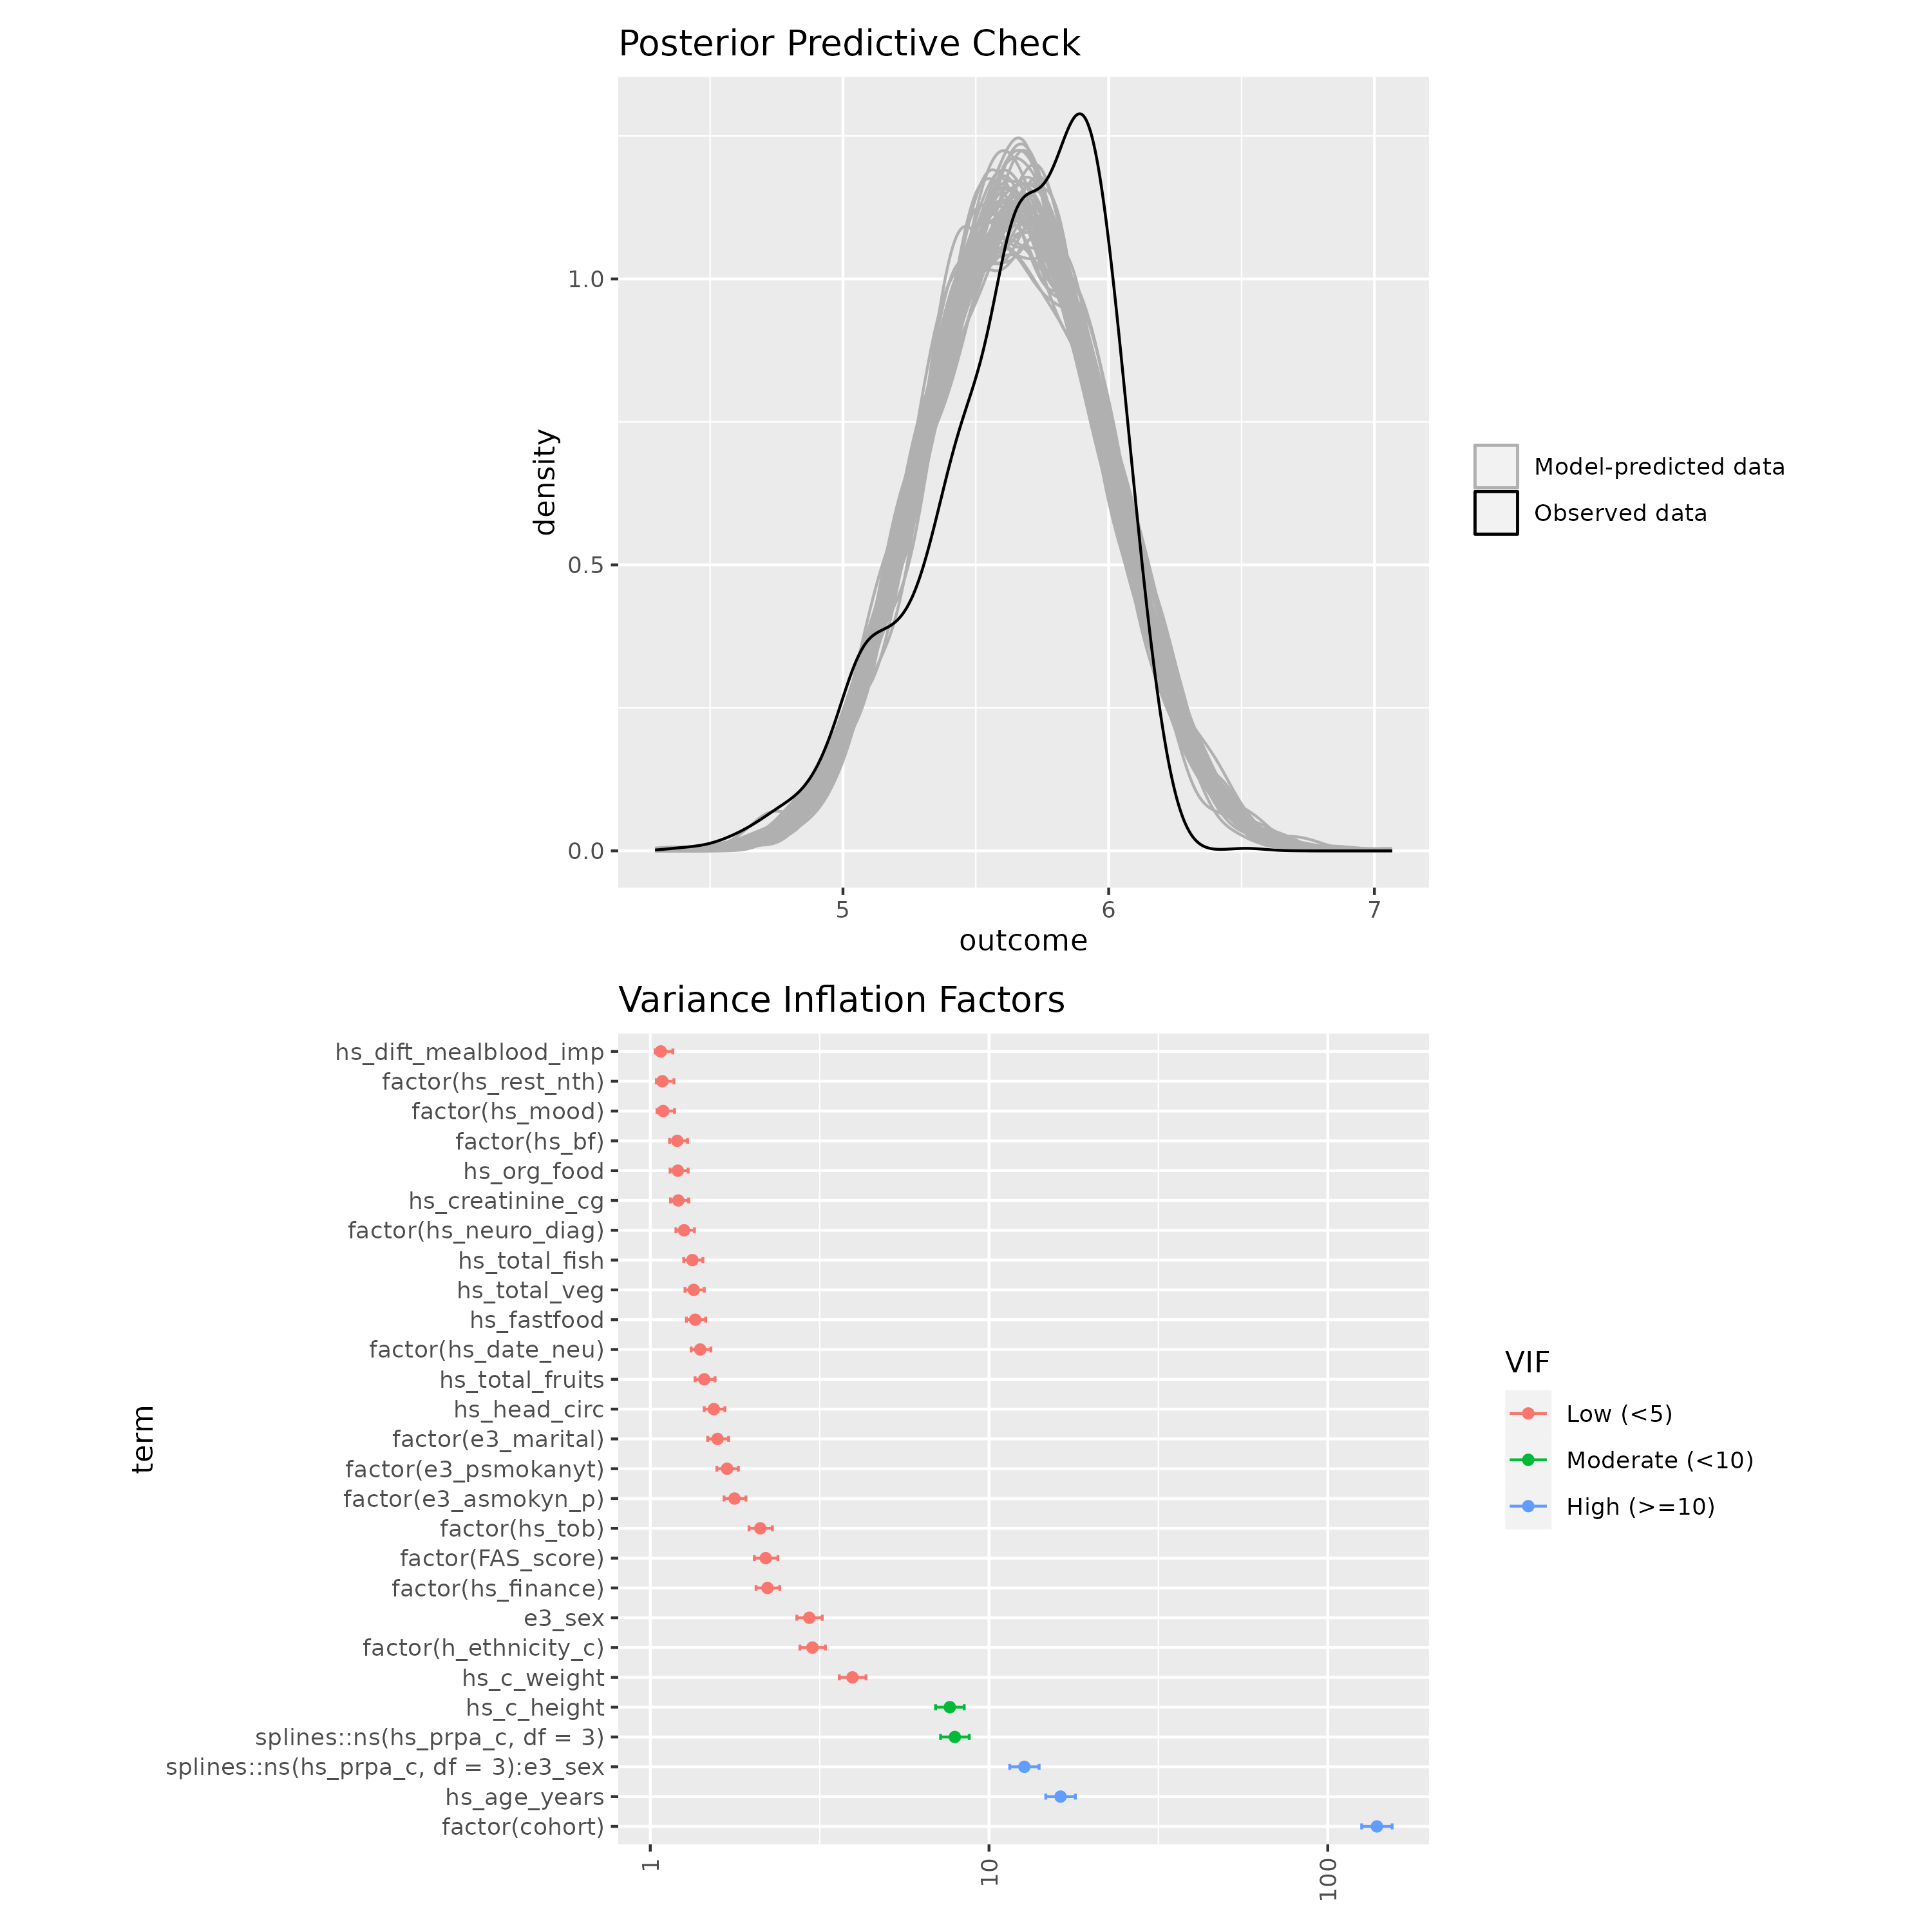 Posterior Predictive Check
density
1.0
0.5
0.0
5
6
7
outcome
Model-predicted data
Observed data
Variance Inflation Factors
term
hs_dift_mealblood_imp
factor(hs_rest_nth)
factor(hs_mood)
factor(hs_bf)
hs_org_food
hs_creatinine_cg
factor(hs_neuro_diag)
hs_total_fish
hs_total_veg
hs_fastfood
factor(hs_date_neu)
hs_total_fruits
hs_head_circ
factor(e3_marital)
factor(e3_psmokanyt)
factor(e3_asmokyn_p)
factor(hs_tob)
factor(FAS_score)
factor(hs_finance)
e3_sex
factor(h_ethnicity_c)
hs_c_weight
hs_c_height
splines::ns(hs_prpa_c, df = 3)
splines::ns(hs_prpa_c, df = 3):e3_sex
hs_age_years
factor(cohort)
1
10
100
VIF
Low (<5)
Moderate (<10)
High (>=10)